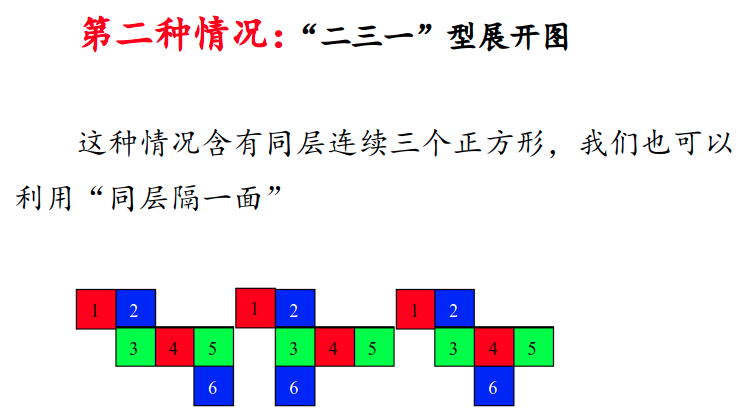 第二种情况：“二三一”型展开图
这种情况含有同层连续三个正方形，我们也可以
利用“同层隔一面”
1 2 1 2 1 2
3 4 5 3 4 5 3 4 5
6 6 6